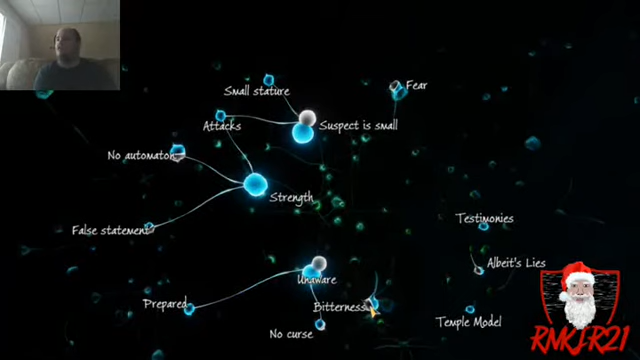 Small stature
Fear
Attacks
Suspect is small
No automaton
Strength
False statement
Testimonies
Albeit's Lies
Unaware
Prepared
Bitterness
No curse
Temple Model
RMKJR21